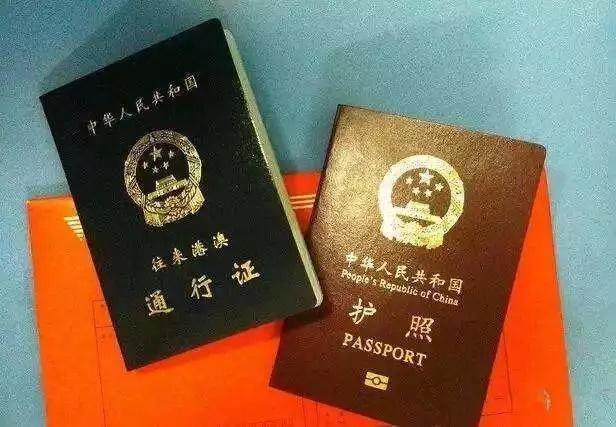 中华人民共和国
往来港澳
通行证
中华人民共和国
People's Republic of China
护照
PASSPORT